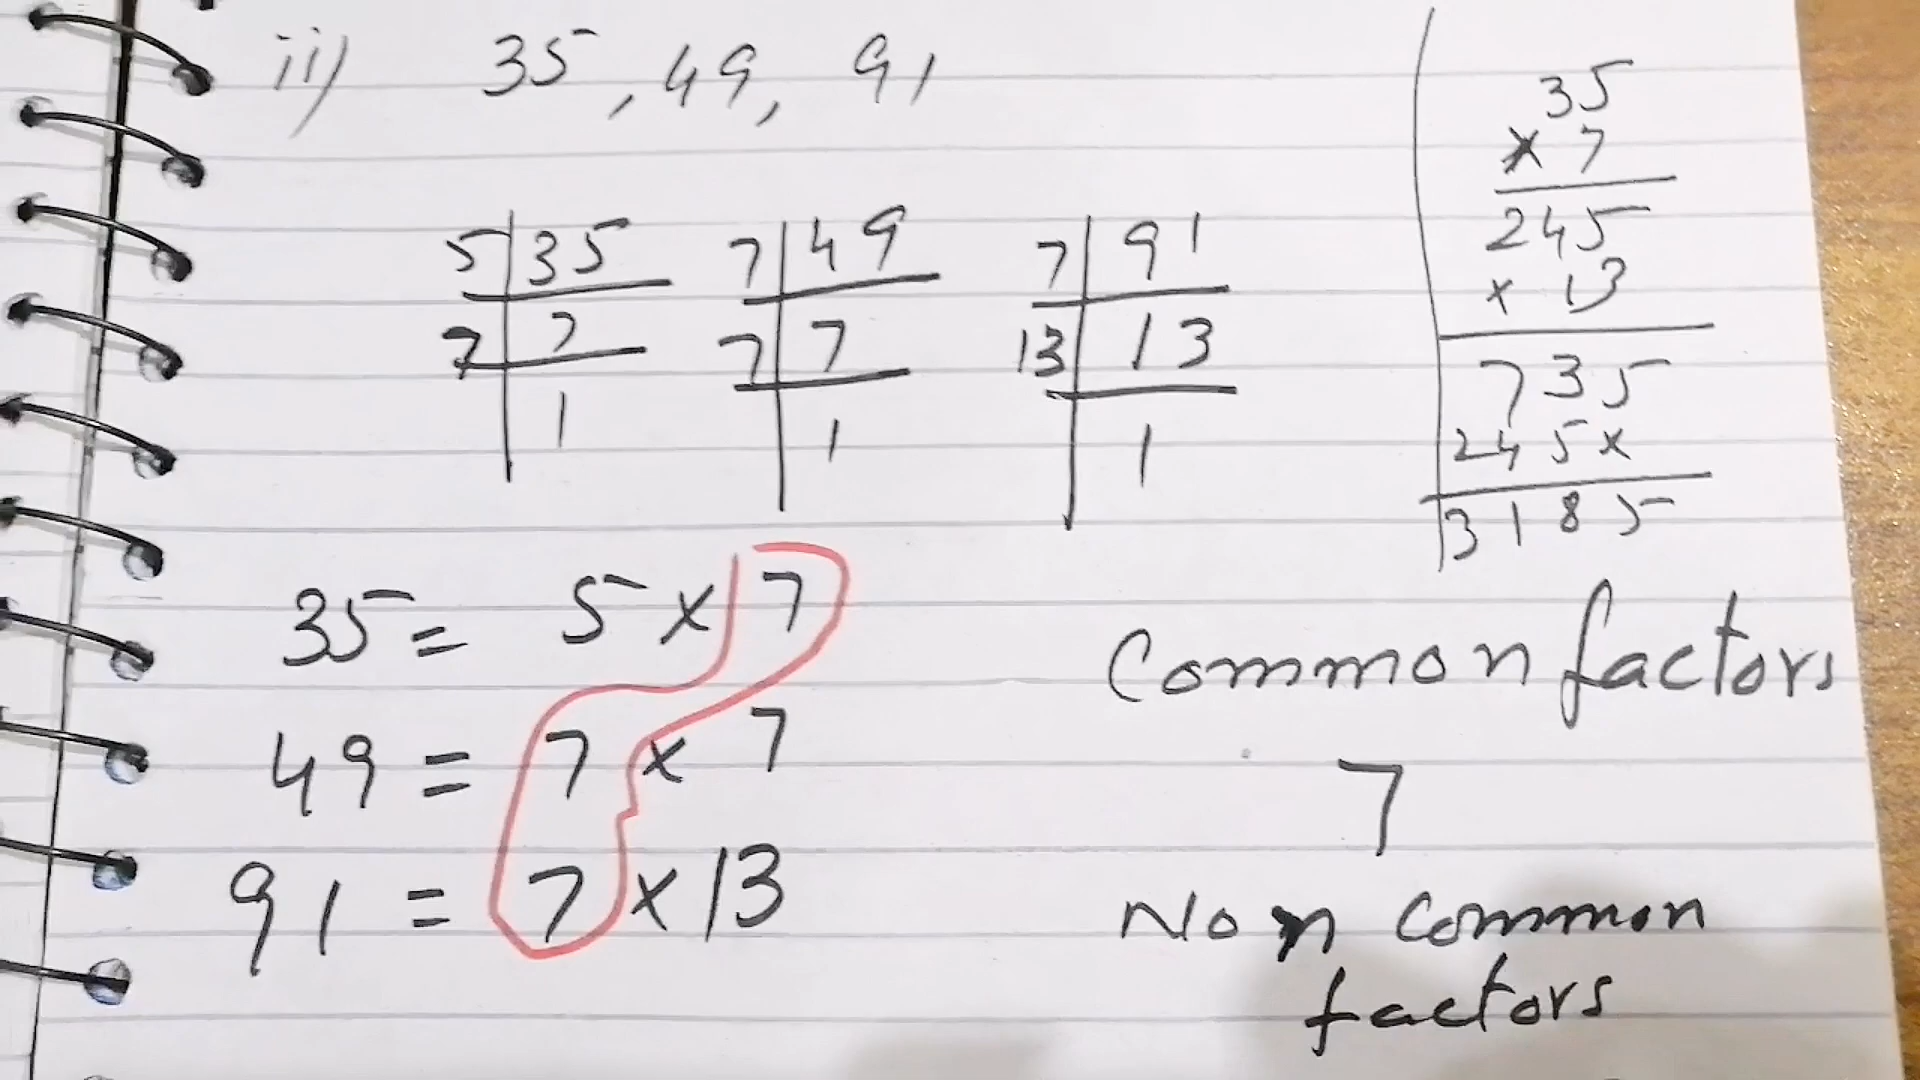 ii) 35, 49, 91
5 | 35
7 | 7
1
7 | 49
7 | 7
1
7 | 91
13 | 13
1
35
× 7
245
× 13
735
245×
3185
35 = 5 × 7
49 = 7 × 7
91 = 7 × 13
Common factors
7
Non common
factors